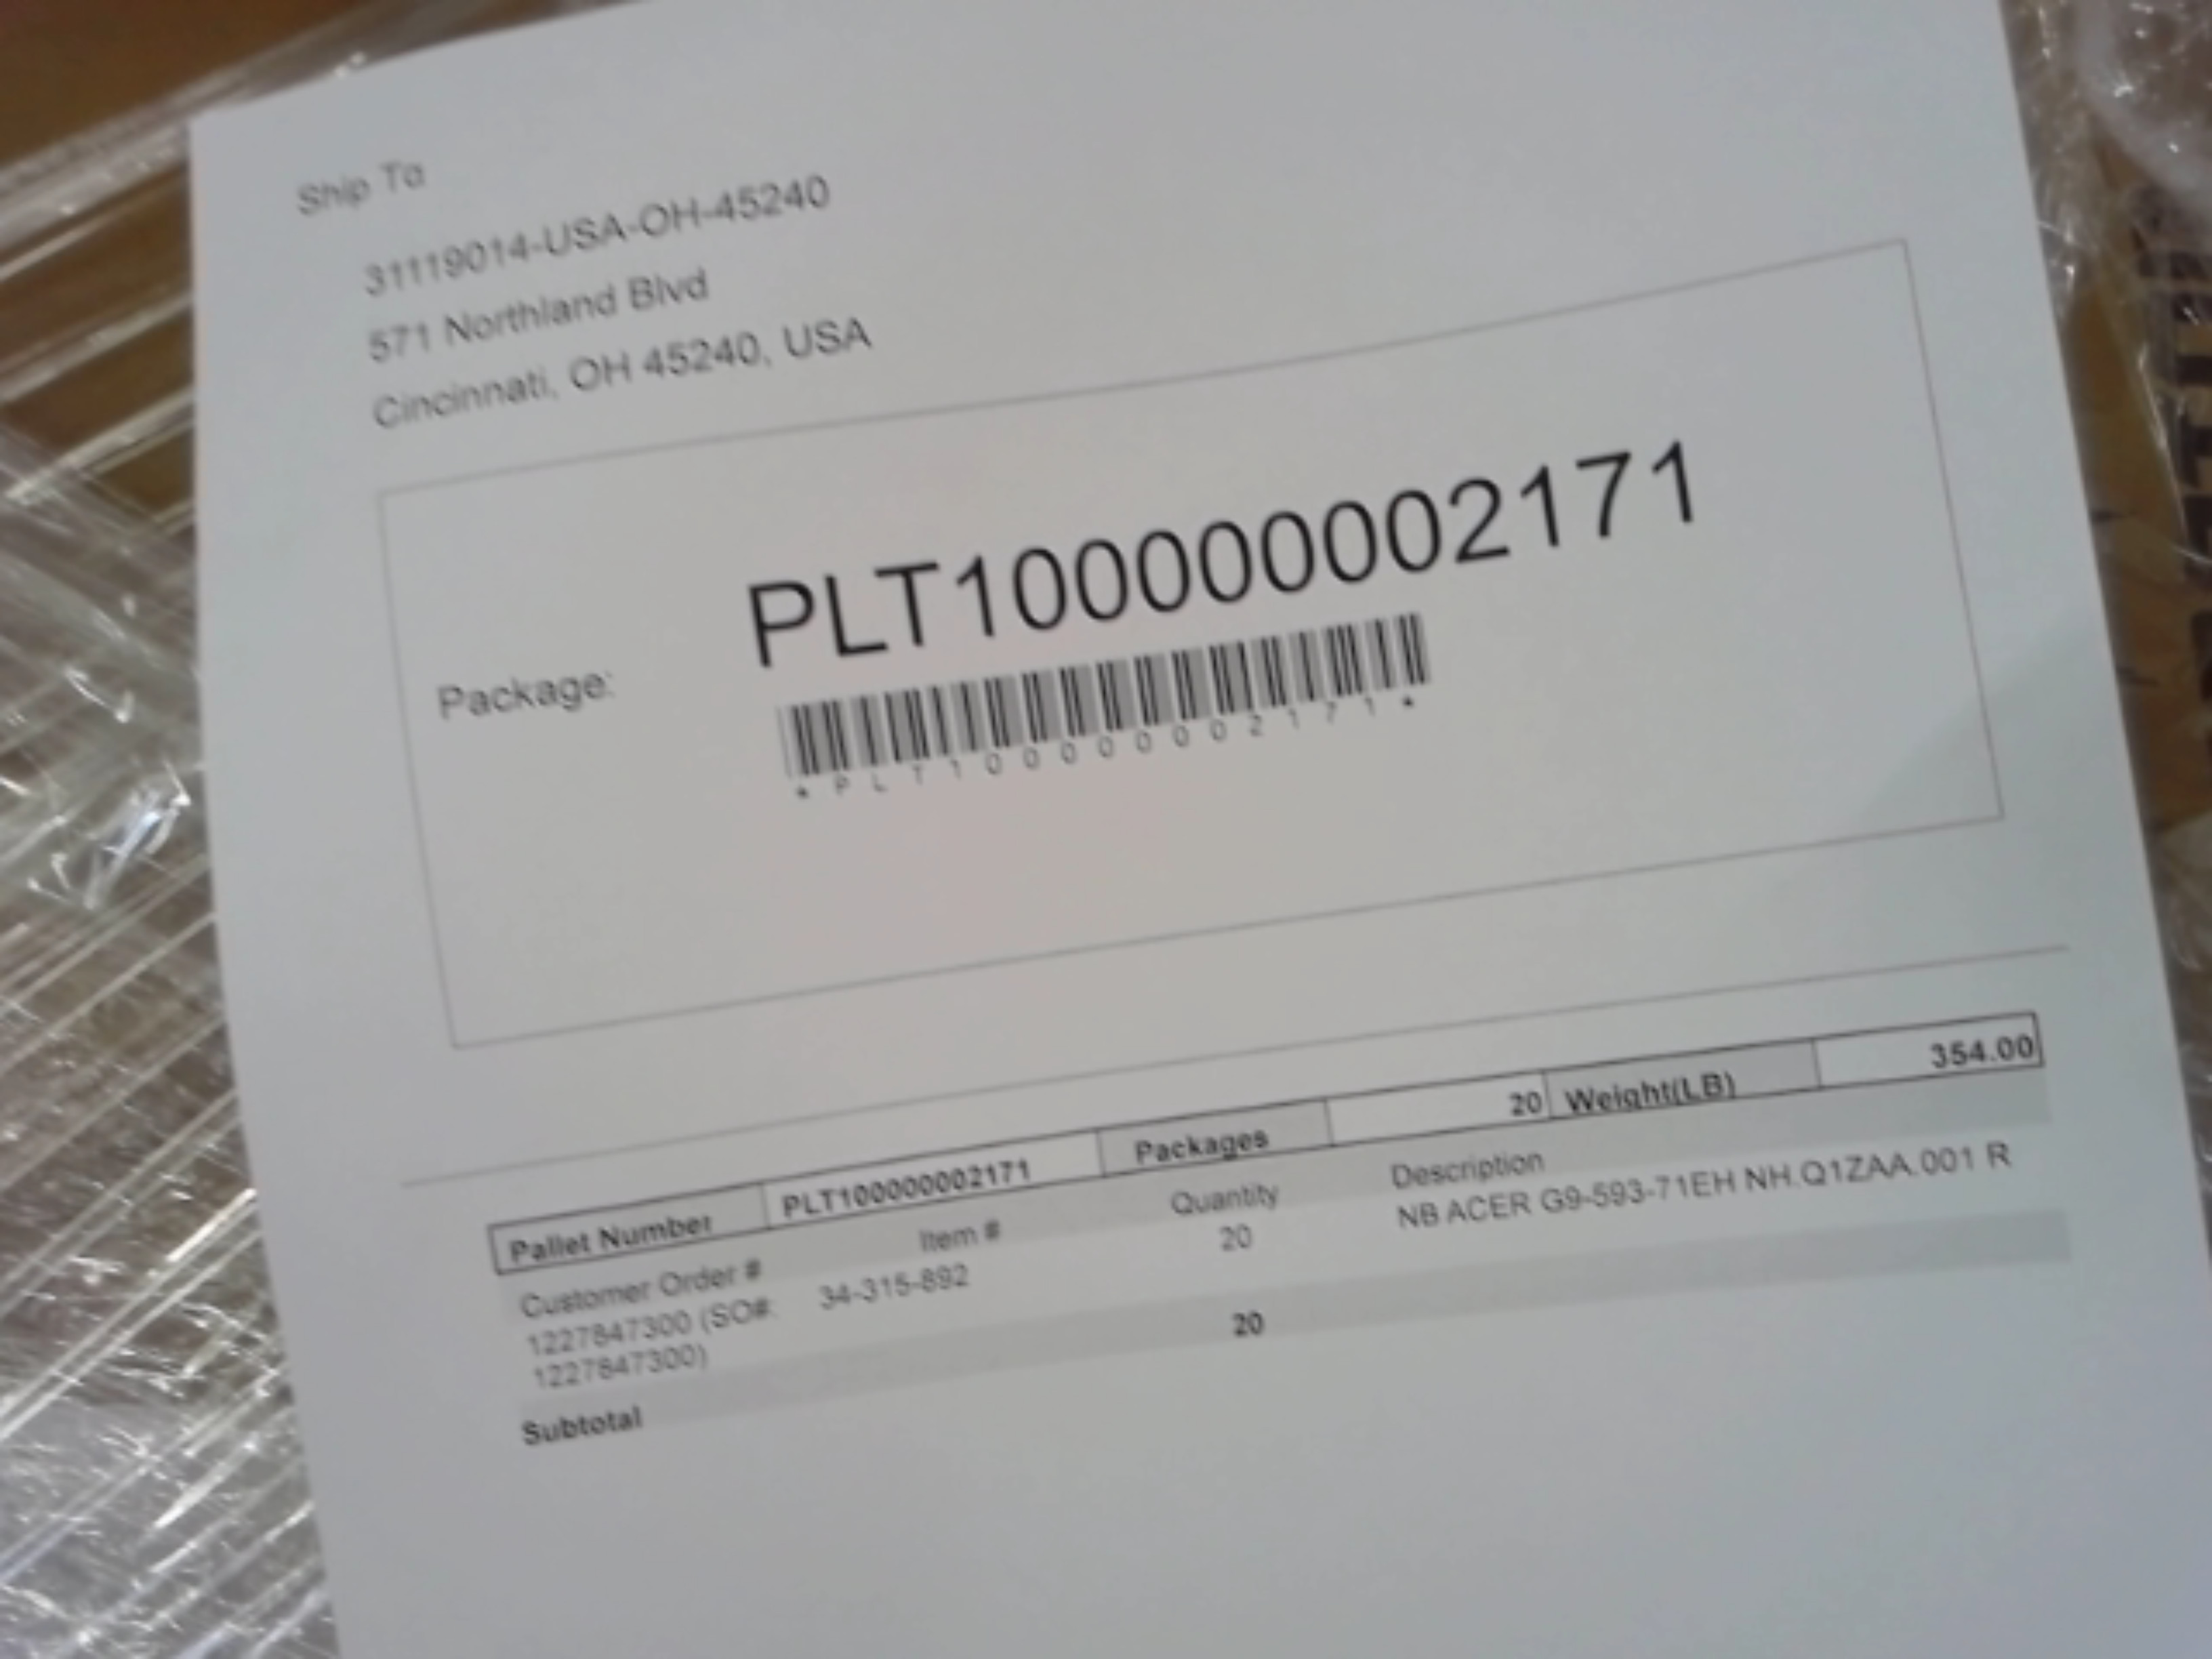 Ship To
31119014-USA-OH-45240
571 Northland Blvd
Cincinnati, OH 45240, USA
Package:
PLT100000002171
*PLT100000002171*
Pallet Number PLT100000002171 Packages 20 Weight(LB) 354.00
Customer Order # Item # Quantity Description
1227847300 (SO#: 34-315-892 20 NB ACER G9-593-71EH NH.Q1ZAA.001 R
1227847300)
Subtotal 20